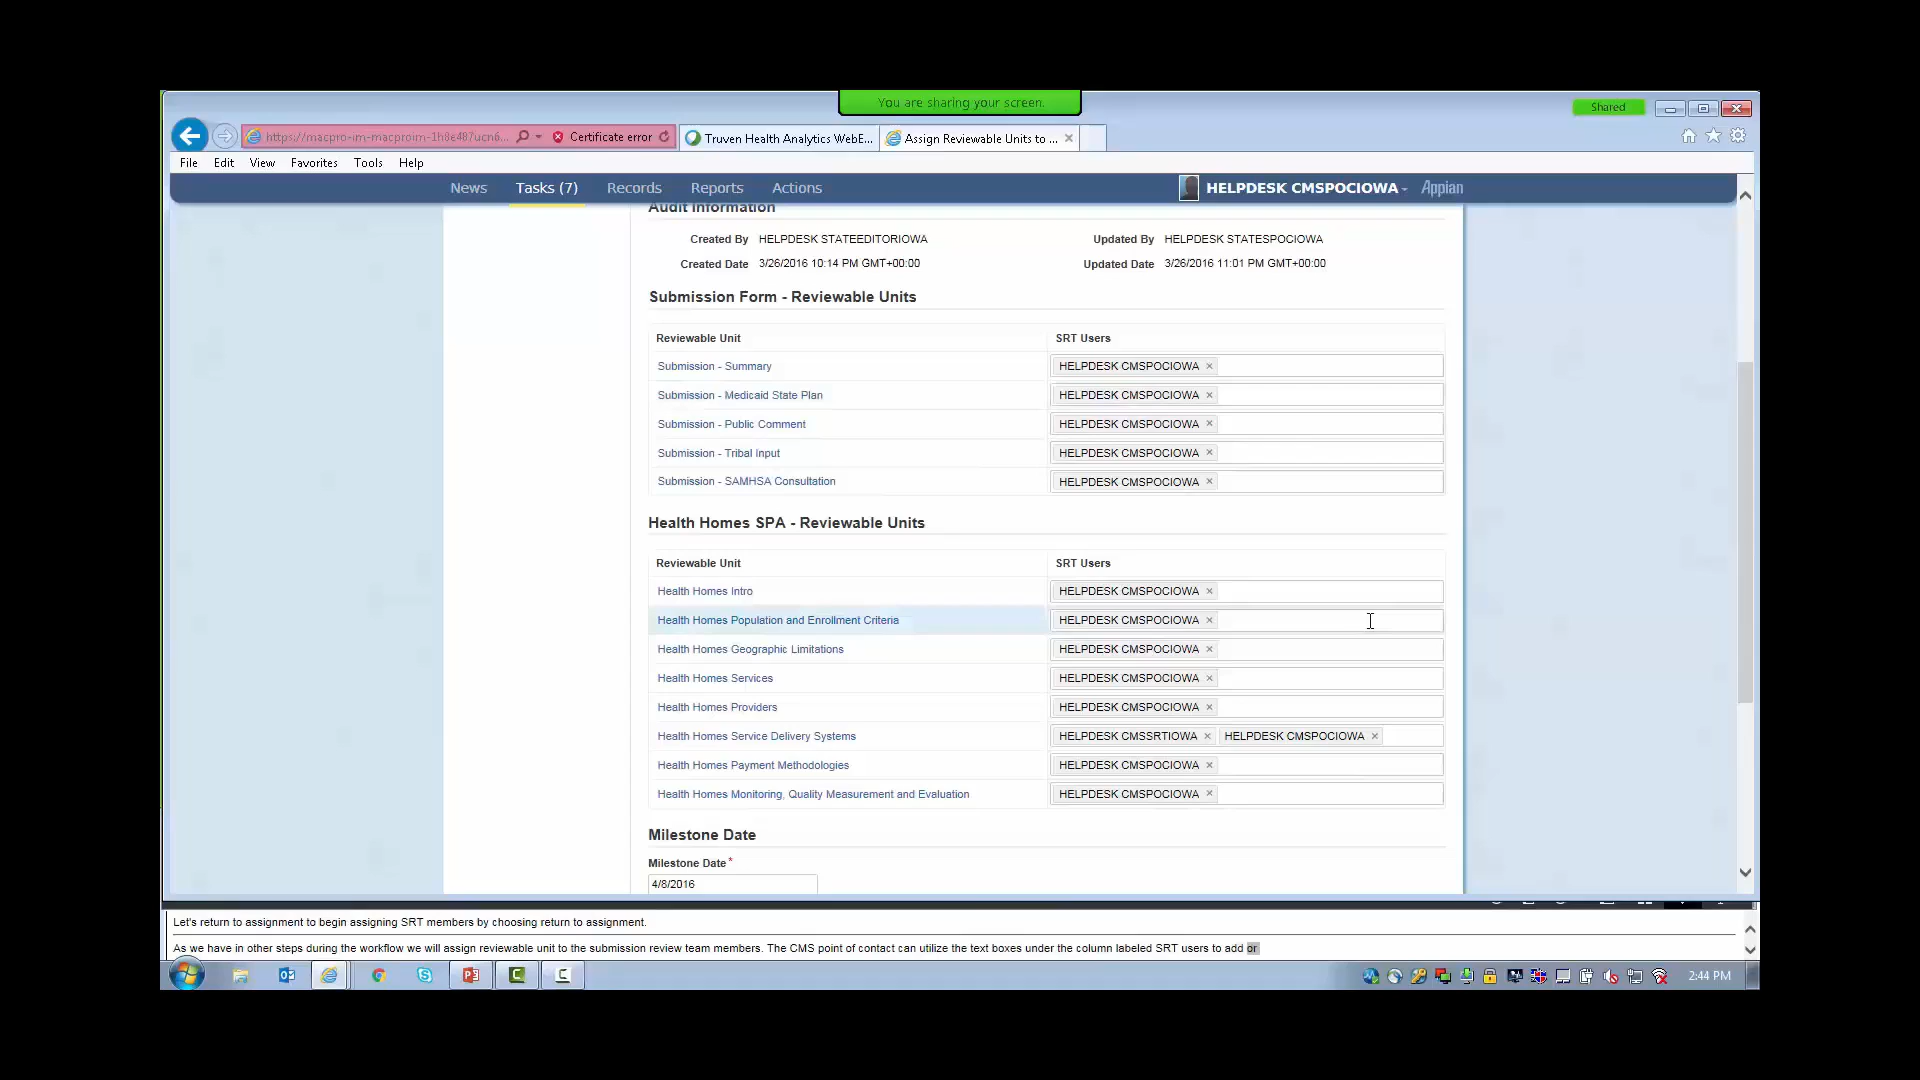 You are sharing your screen.
Shared
https://macpro-im-macproim-1h8e487ucn6... Certificate error Truven Health Analytics WebE... Assign Reviewable Units to ...
File Edit View Favorites Tools Help
News Tasks (7) Records Reports Actions HELPDESK CMSPOCIOWA Appian
Audit Information
Created By HELPDESK STATEEDITORIOWA Updated By HELPDESK STATESPOCIOWA
Created Date 3/26/2016 10:14 PM GMT+00:00 Updated Date 3/26/2016 11:01 PM GMT+00:00
Submission Form - Reviewable Units
Reviewable Unit SRT Users
Submission - Summary HELPDESK CMSPOCIOWA ×
Submission - Medicaid State Plan HELPDESK CMSPOCIOWA ×
Submission - Public Comment HELPDESK CMSPOCIOWA ×
Submission - Tribal Input HELPDESK CMSPOCIOWA ×
Submission - SAMHSA Consultation HELPDESK CMSPOCIOWA ×
Health Homes SPA - Reviewable Units
Reviewable Unit SRT Users
Health Homes Intro HELPDESK CMSPOCIOWA ×
Health Homes Population and Enrollment Criteria HELPDESK CMSPOCIOWA ×
Health Homes Geographic Limitations HELPDESK CMSPOCIOWA ×
Health Homes Services HELPDESK CMSPOCIOWA ×
Health Homes Providers HELPDESK CMSPOCIOWA ×
Health Homes Service Delivery Systems HELPDESK CMSSRTIOWA × HELPDESK CMSPOCIOWA ×
Health Homes Payment Methodologies HELPDESK CMSPOCIOWA ×
Health Homes Monitoring, Quality Measurement and Evaluation HELPDESK CMSPOCIOWA ×
Milestone Date
Milestone Date *
4/8/2016
Let's return to assignment to begin assigning SRT members by choosing return to assignment.
As we have in other steps during the workflow we will assign reviewable unit to the submission review team members. The CMS point of contact can utilize the text boxes under the column labeled SRT users to add or
2:44 PM